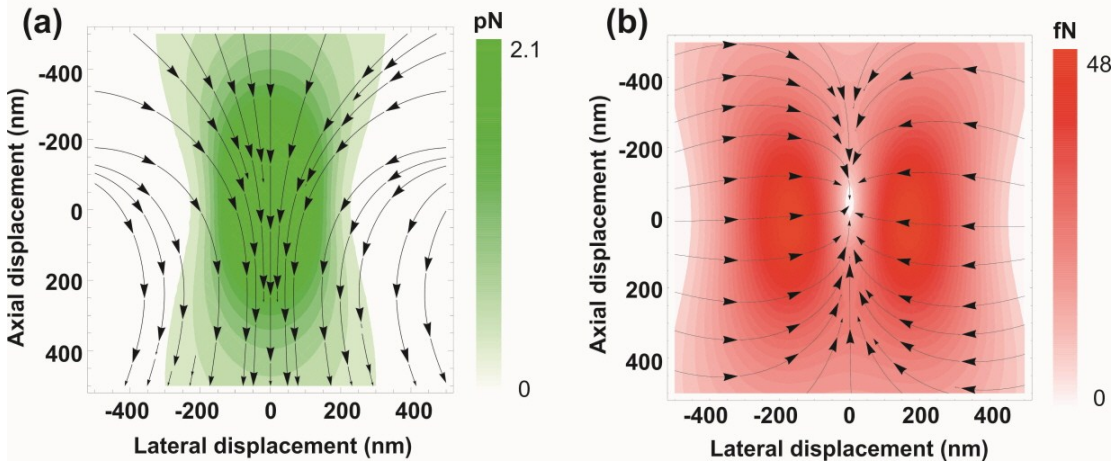 (a)
pN
2.1
0
Axial displacement (nm)
-400
-200
0
200
400
-400 -200 0 200 400
Lateral displacement (nm)
(b)
fN
48
0
Axial displacement (nm)
-400
-200
0
200
400
-400 -200 0 200 400
Lateral displacement (nm)